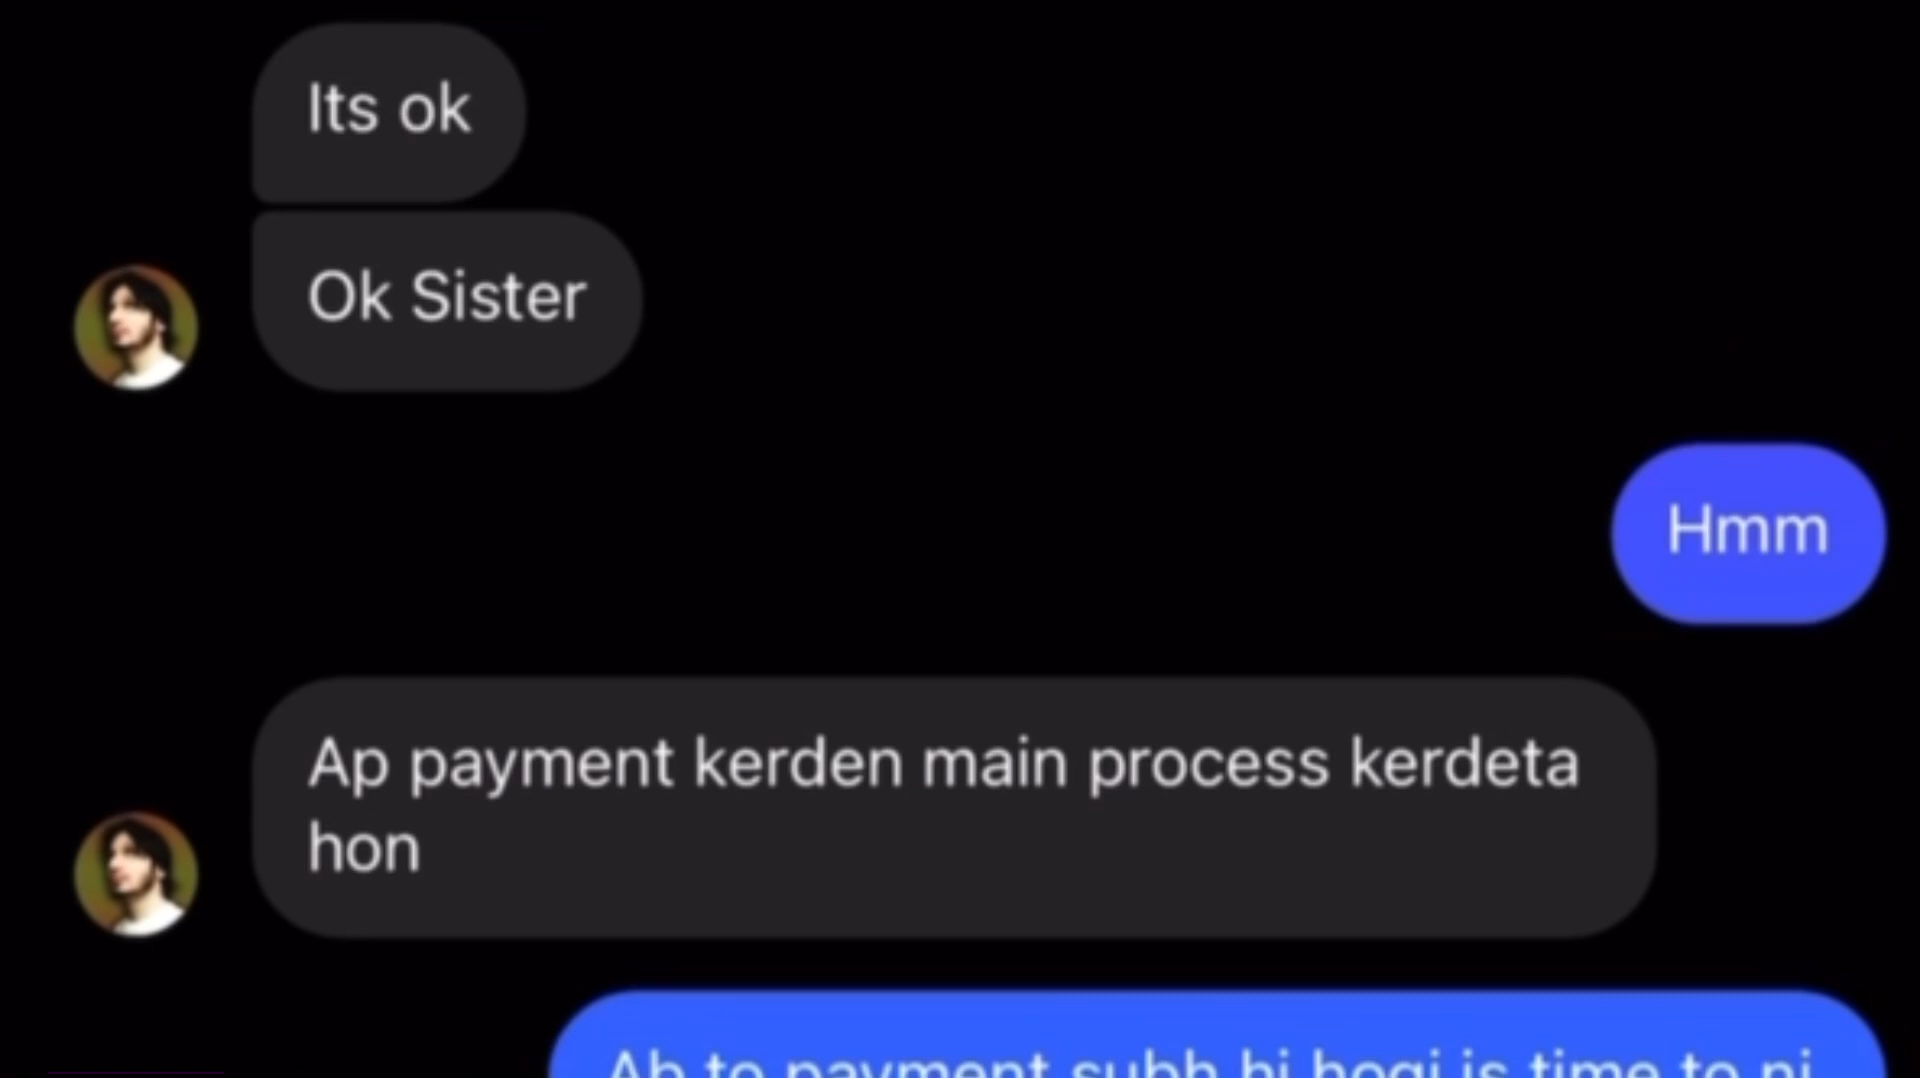 Its ok
Ok Sister
Hmm
Ap payment kerden main process kerdeta
hon
Ab to payment subh hi hogi is time to ni